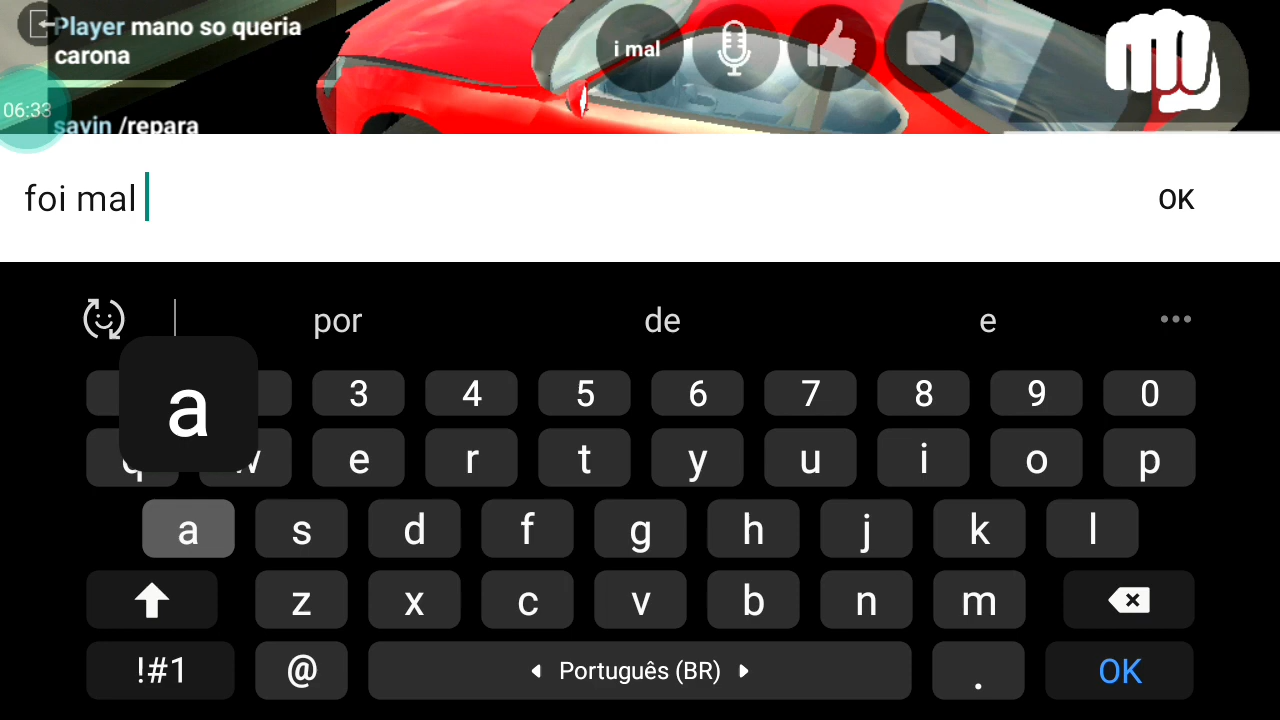 Player mano so queria
carona
i mal
06:33
savin /repara
foi mal
OK
por de e
a
3 4 5 6 7 8 9 0
q w e r t y u i o p
a s d f g h j k l
z x c v b n m
!#1 @ Português (BR) . OK